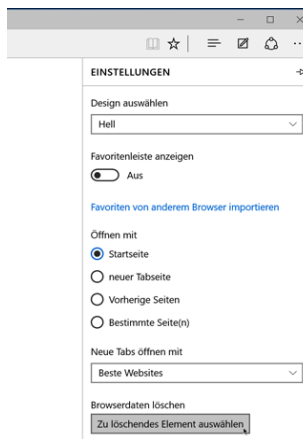 EINSTELLUNGEN
Design auswählen
Hell
Favoritenleiste anzeigen
Aus
Favoriten von anderem Browser importieren
Öffnen mit
Startseite
neuer Tabseite
Vorherige Seiten
Bestimmte Seite(n)
Neue Tabs öffnen mit
Beste Websites
Browserdaten löschen
Zu löschendes Element auswählen